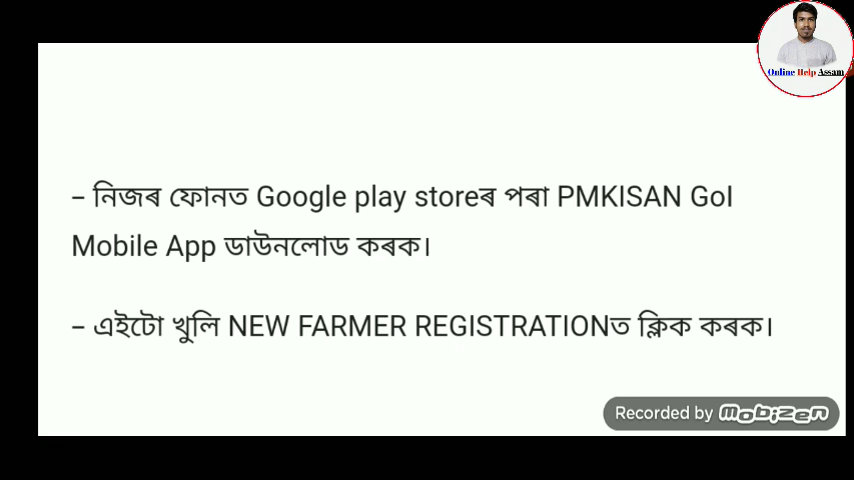 Online Help Assam
– নিজৰ ফোনত Google play storeৰ পৰা PMKISAN GoI
Mobile App ডাউনলোড কৰক।
– এইটো খুলি NEW FARMER REGISTRATIONত ক্লিক কৰক।
Recorded by Mobizen